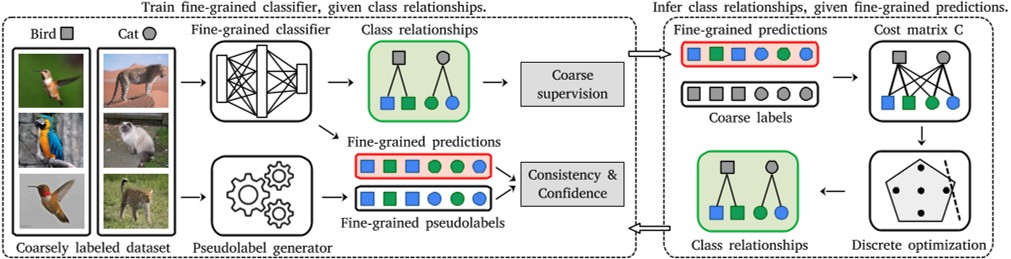 Train fine-grained classifier, given class relationships.
Infer class relationships, given fine-grained predictions.
Bird
Cat
Fine-grained classifier
Class relationships
Coarse
supervision
Fine-grained predictions
Consistency &
Confidence
Fine-grained pseudolabels
Coarsely labeled dataset
Pseudolabel generator
Fine-grained predictions
Cost matrix C
Coarse labels
Class relationships
Discrete optimization